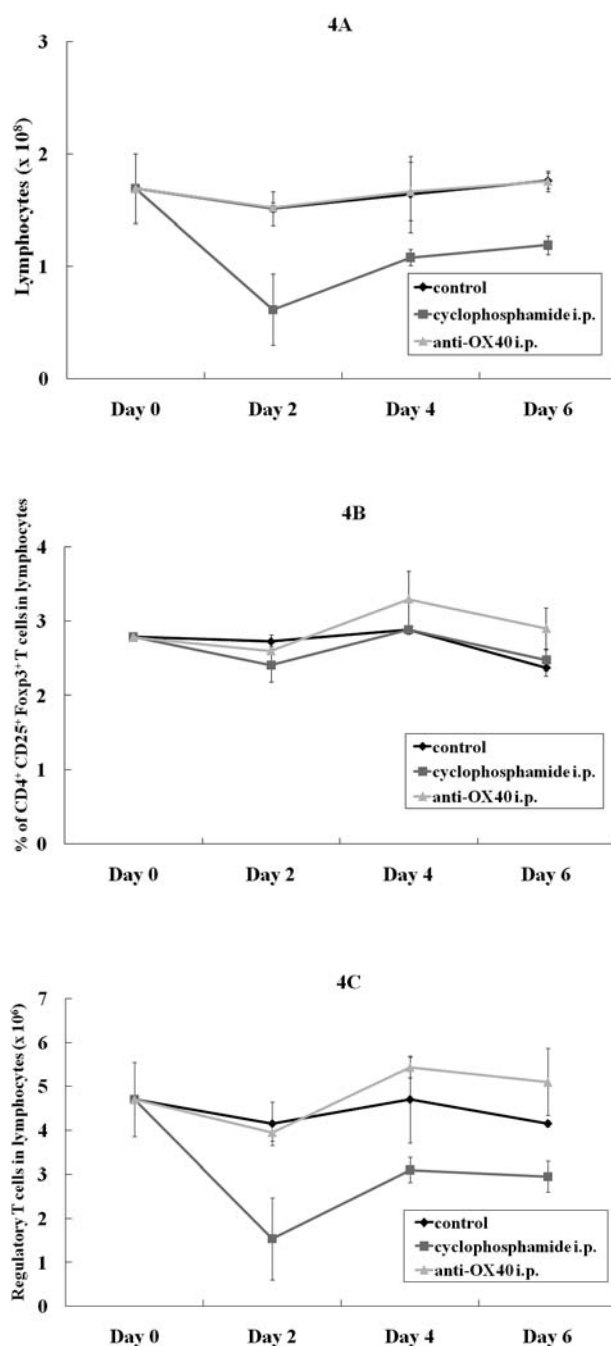 4A
Lymphocytes (x 10⁸)
3
2
1
0
Day 0 Day 2 Day 4 Day 6
control
cyclophosphamide i.p.
anti-OX40 i.p.
4B
% of CD4⁺ CD25⁺ Foxp3⁺ T cells in lymphocytes
4
3
2
1
0
Day 0 Day 2 Day 4 Day 6
control
cyclophosphamide i.p.
anti-OX40 i.p.
4C
Regulatory T cells in lymphocytes (x 10⁶)
7
6
5
4
3
2
1
0
Day 0 Day 2 Day 4 Day 6
control
cyclophosphamide i.p.
anti-OX40 i.p.